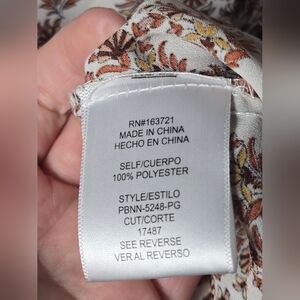 RN#163721
MADE IN CHINA
HECHO EN CHINA
SELF/CUERPO
100% POLYESTER
STYLE/ESTILO
PBNN-5248-PG
CUT/CORTE
17487
SEE REVERSE
VER AL REVERSO